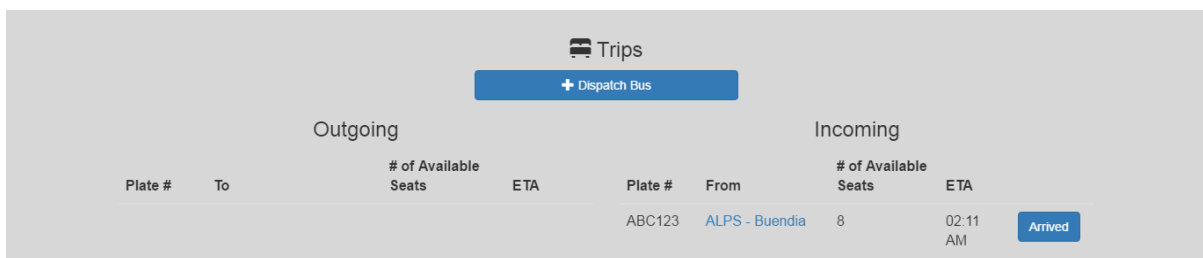 Trips
Dispatch Bus
Outgoing
Incoming
Plate # To # of Available Seats ETA
Plate # From # of Available Seats ETA
ABC123 ALPS - Buendia 8 02:11 AM Arrived